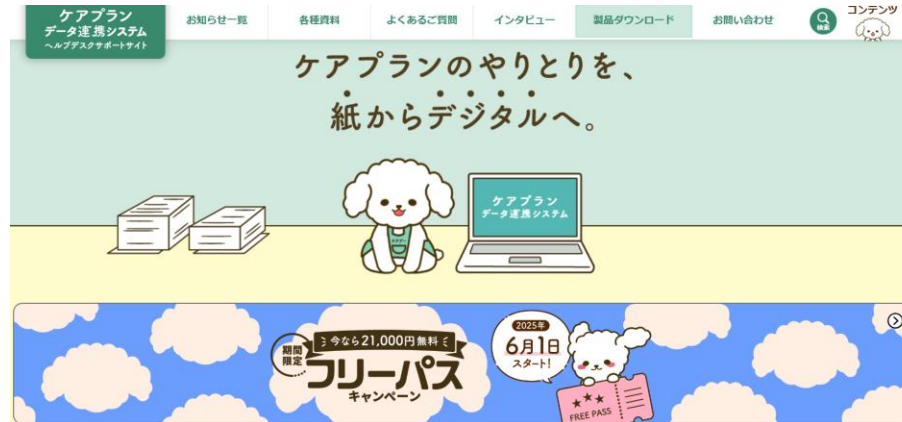 ケアプラン
データ連携システム
ヘルプデスクサポートサイト
お知らせ一覧
各種資料
よくあるご質問
インタビュー
製品ダウンロード
お問い合わせ
検索
コンテンツ
ケアプランのやりとりを、
紙からデジタルへ。
ケアプラン
データ連携システム
期間
限定
今なら21,000円無料
フリーパス
キャンペーン
2025年
6月1日
スタート!
FREE PASS